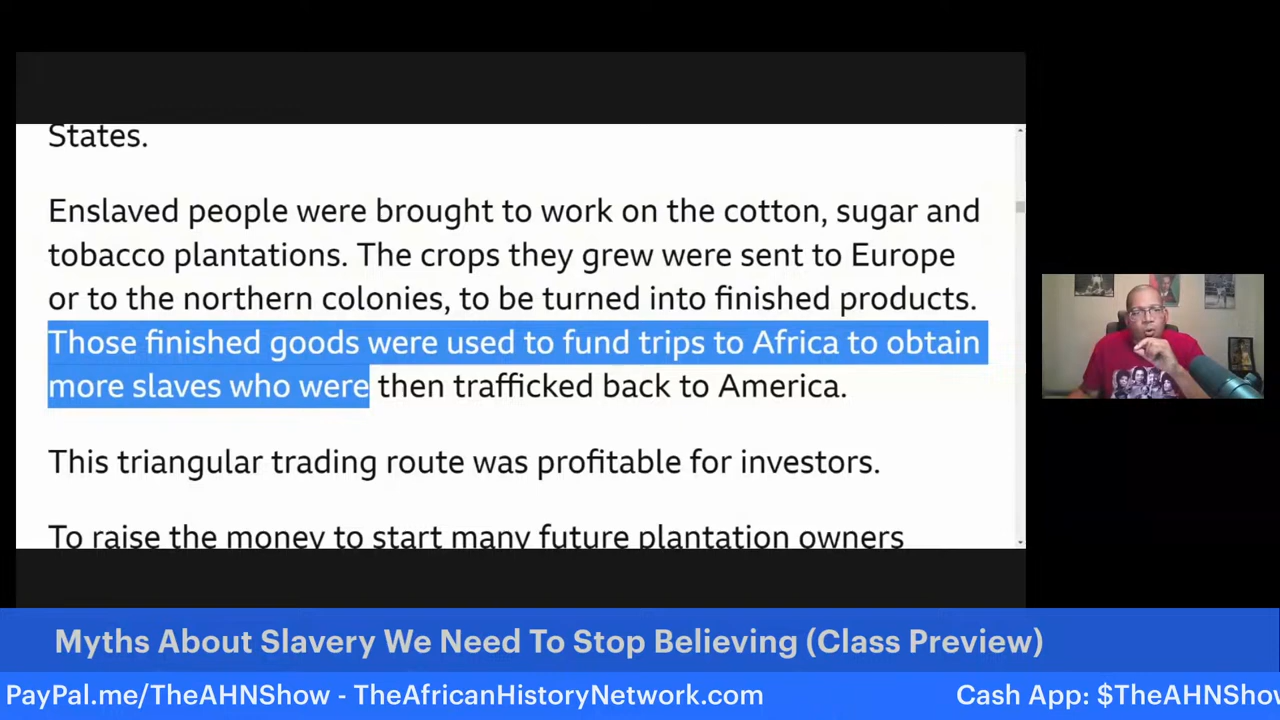 States.
Enslaved people were brought to work on the cotton, sugar and
tobacco plantations. The crops they grew were sent to Europe
or to the northern colonies, to be turned into finished products.
Those finished goods were used to fund trips to Africa to obtain
more slaves who were then trafficked back to America.
This triangular trading route was profitable for investors.
To raise the money to start many future plantation owners
Myths About Slavery We Need To Stop Believing (Class Preview)
PayPal.me/TheAHNShow - TheAfricanHistoryNetwork.com Cash App: $TheAHNShow